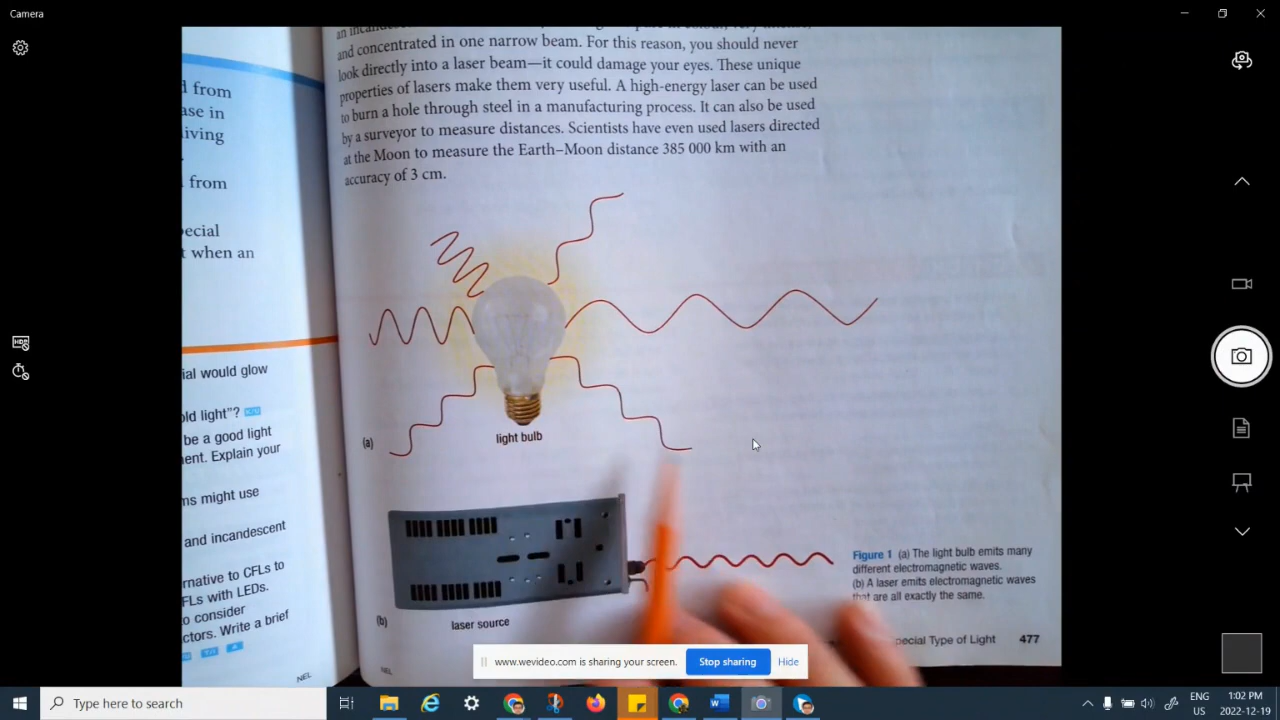 Camera
and concentrated in one narrow beam. For this reason, you should never
look directly into a laser beam—it could damage your eyes. These unique
properties of lasers make them very useful. A high-energy laser can be used
to burn a hole through steel in a manufacturing process. It can also be used
by a surveyor to measure distances. Scientists have even used lasers directed
at the Moon to measure the Earth–Moon distance 385 000 km with an
accuracy of 3 cm.
d from
ase in
living
from
pecial
t when an
ial would glow
old light"?
be a good light
ent. Explain your
ms might use
and incandescent
rnative to CFLs to
FLs with LEDs.
o consider
ctors. Write a brief
NEL
(a)
light bulb
(b)
laser source
Figure 1 (a) The light bulb emits many
different electromagnetic waves.
(b) A laser emits electromagnetic waves
that are all exactly the same.
NEL
pecial Type of Light 477
www.wevideo.com is sharing your screen.
Stop sharing
Hide
Type here to search
ENG
US
1:02 PM
2022-12-19